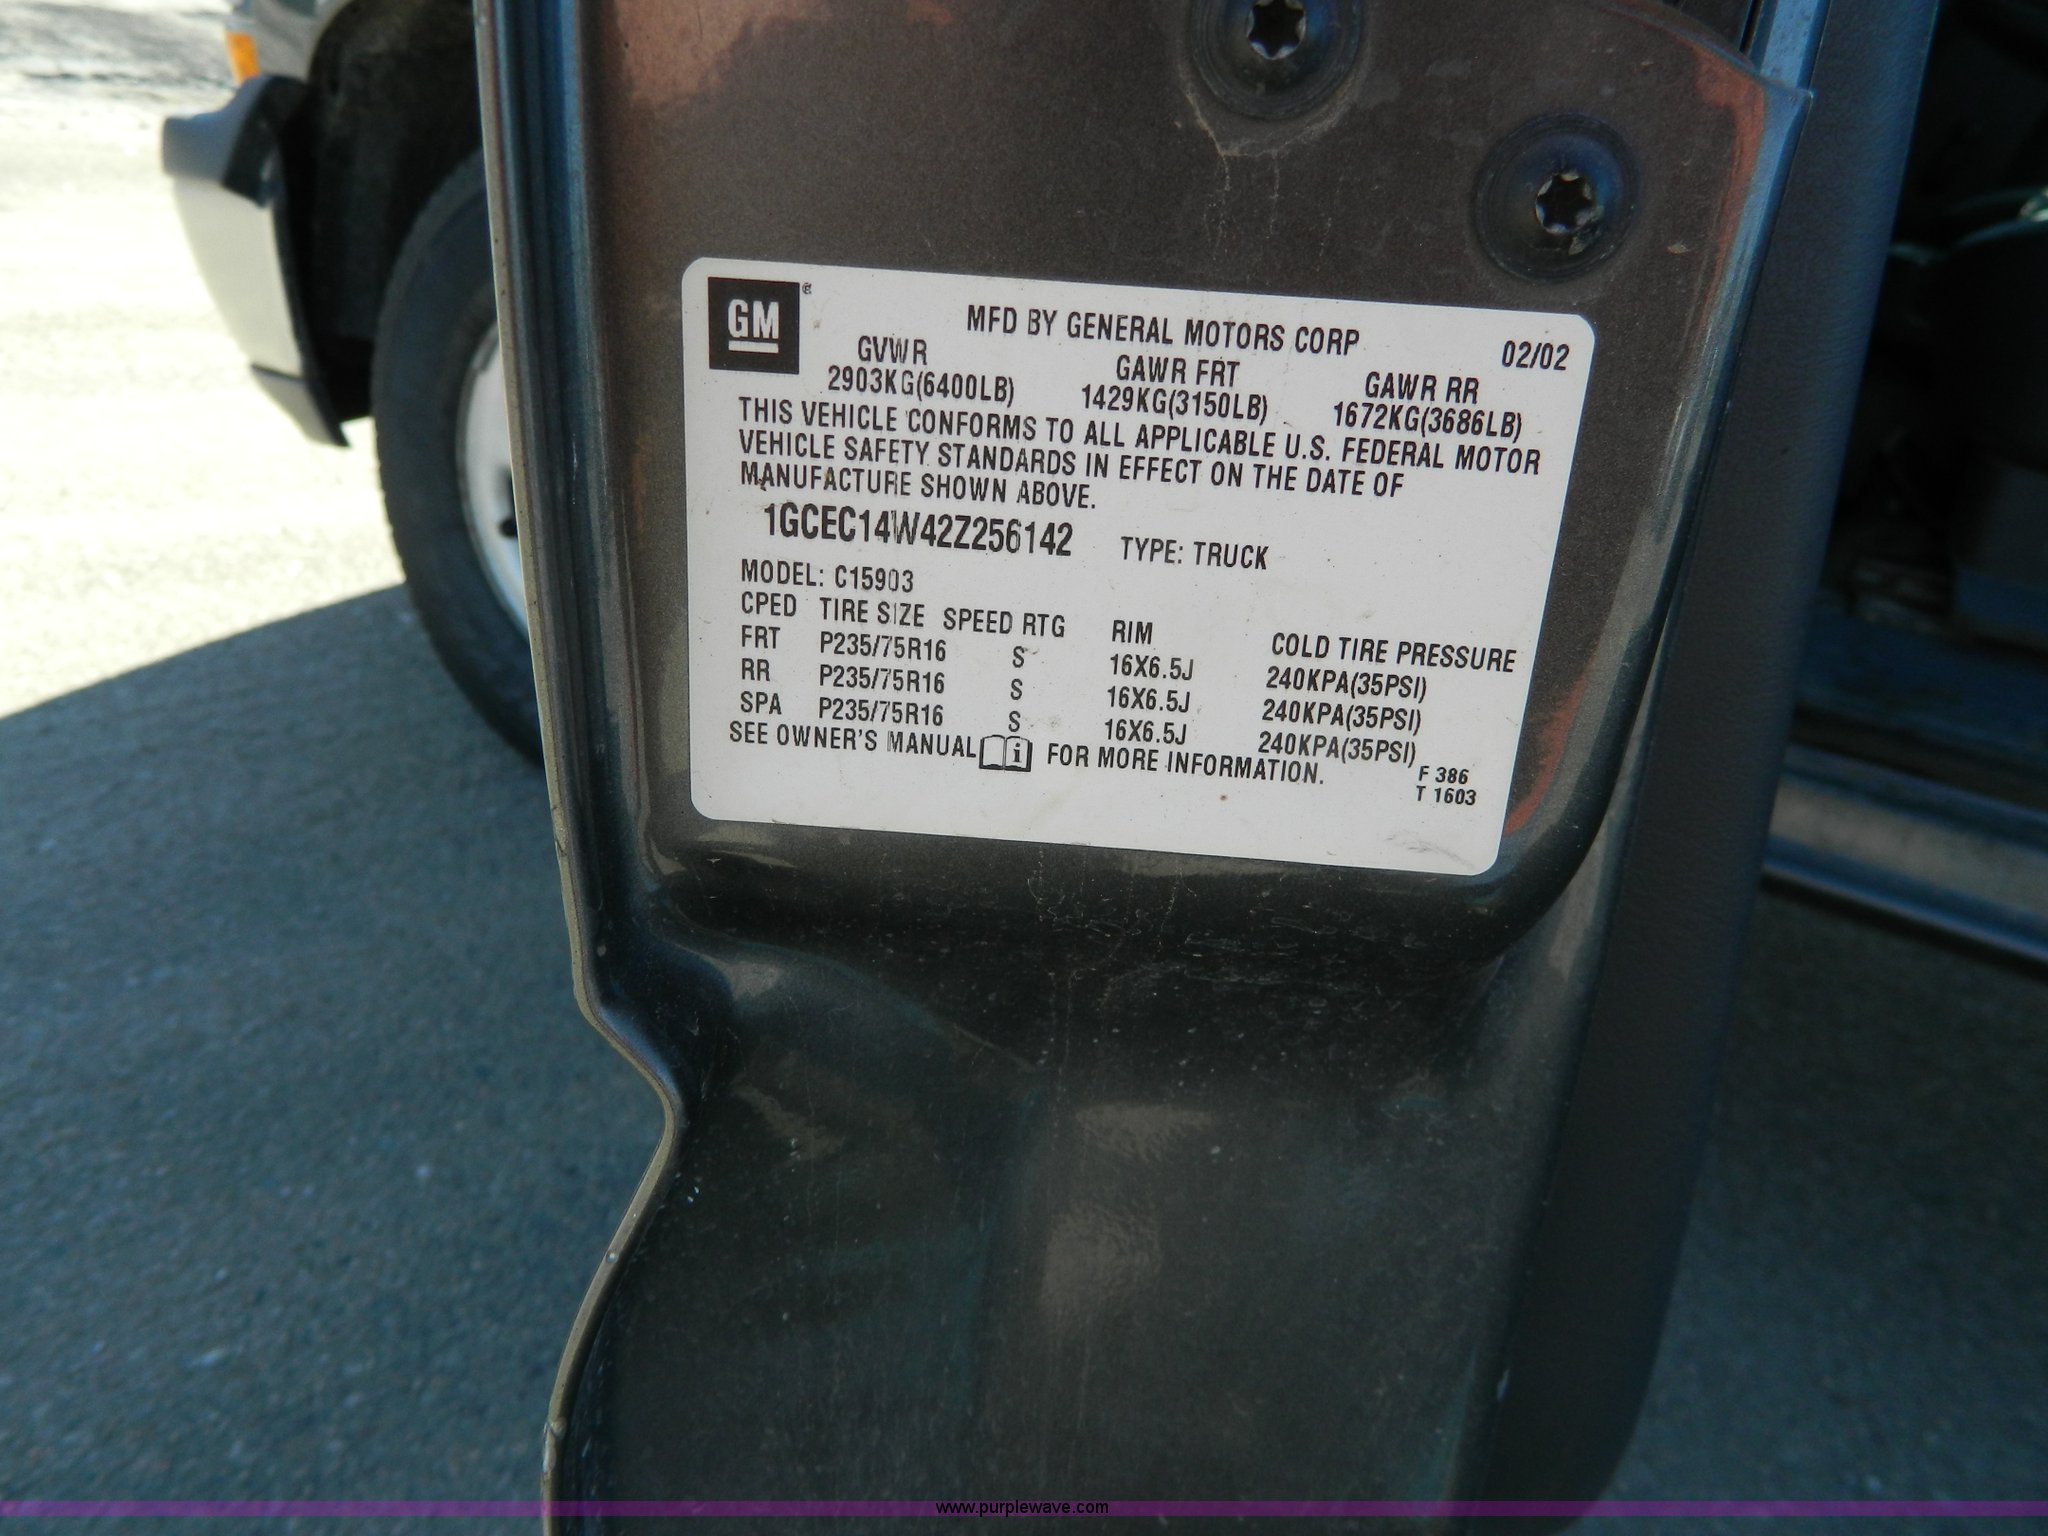 GM ®
MFD BY GENERAL MOTORS CORP 02/02
GVWR GAWR FRT GAWR RR
2903KG(6400LB) 1429KG(3150LB) 1672KG(3686LB)
THIS VEHICLE CONFORMS TO ALL APPLICABLE U.S. FEDERAL MOTOR
VEHICLE SAFETY STANDARDS IN EFFECT ON THE DATE OF
MANUFACTURE SHOWN ABOVE.
1GCEC14W42Z256142 TYPE: TRUCK
MODEL: C15903
CPED TIRE SIZE SPEED RTG RIM COLD TIRE PRESSURE
FRT P235/75R16 S 16X6.5J 240KPA(35PSI)
RR P235/75R16 S 16X6.5J 240KPA(35PSI)
SPA P235/75R16 S 16X6.5J 240KPA(35PSI)
SEE OWNER'S MANUAL i FOR MORE INFORMATION.
F 386
T 1603
www.purplewave.com